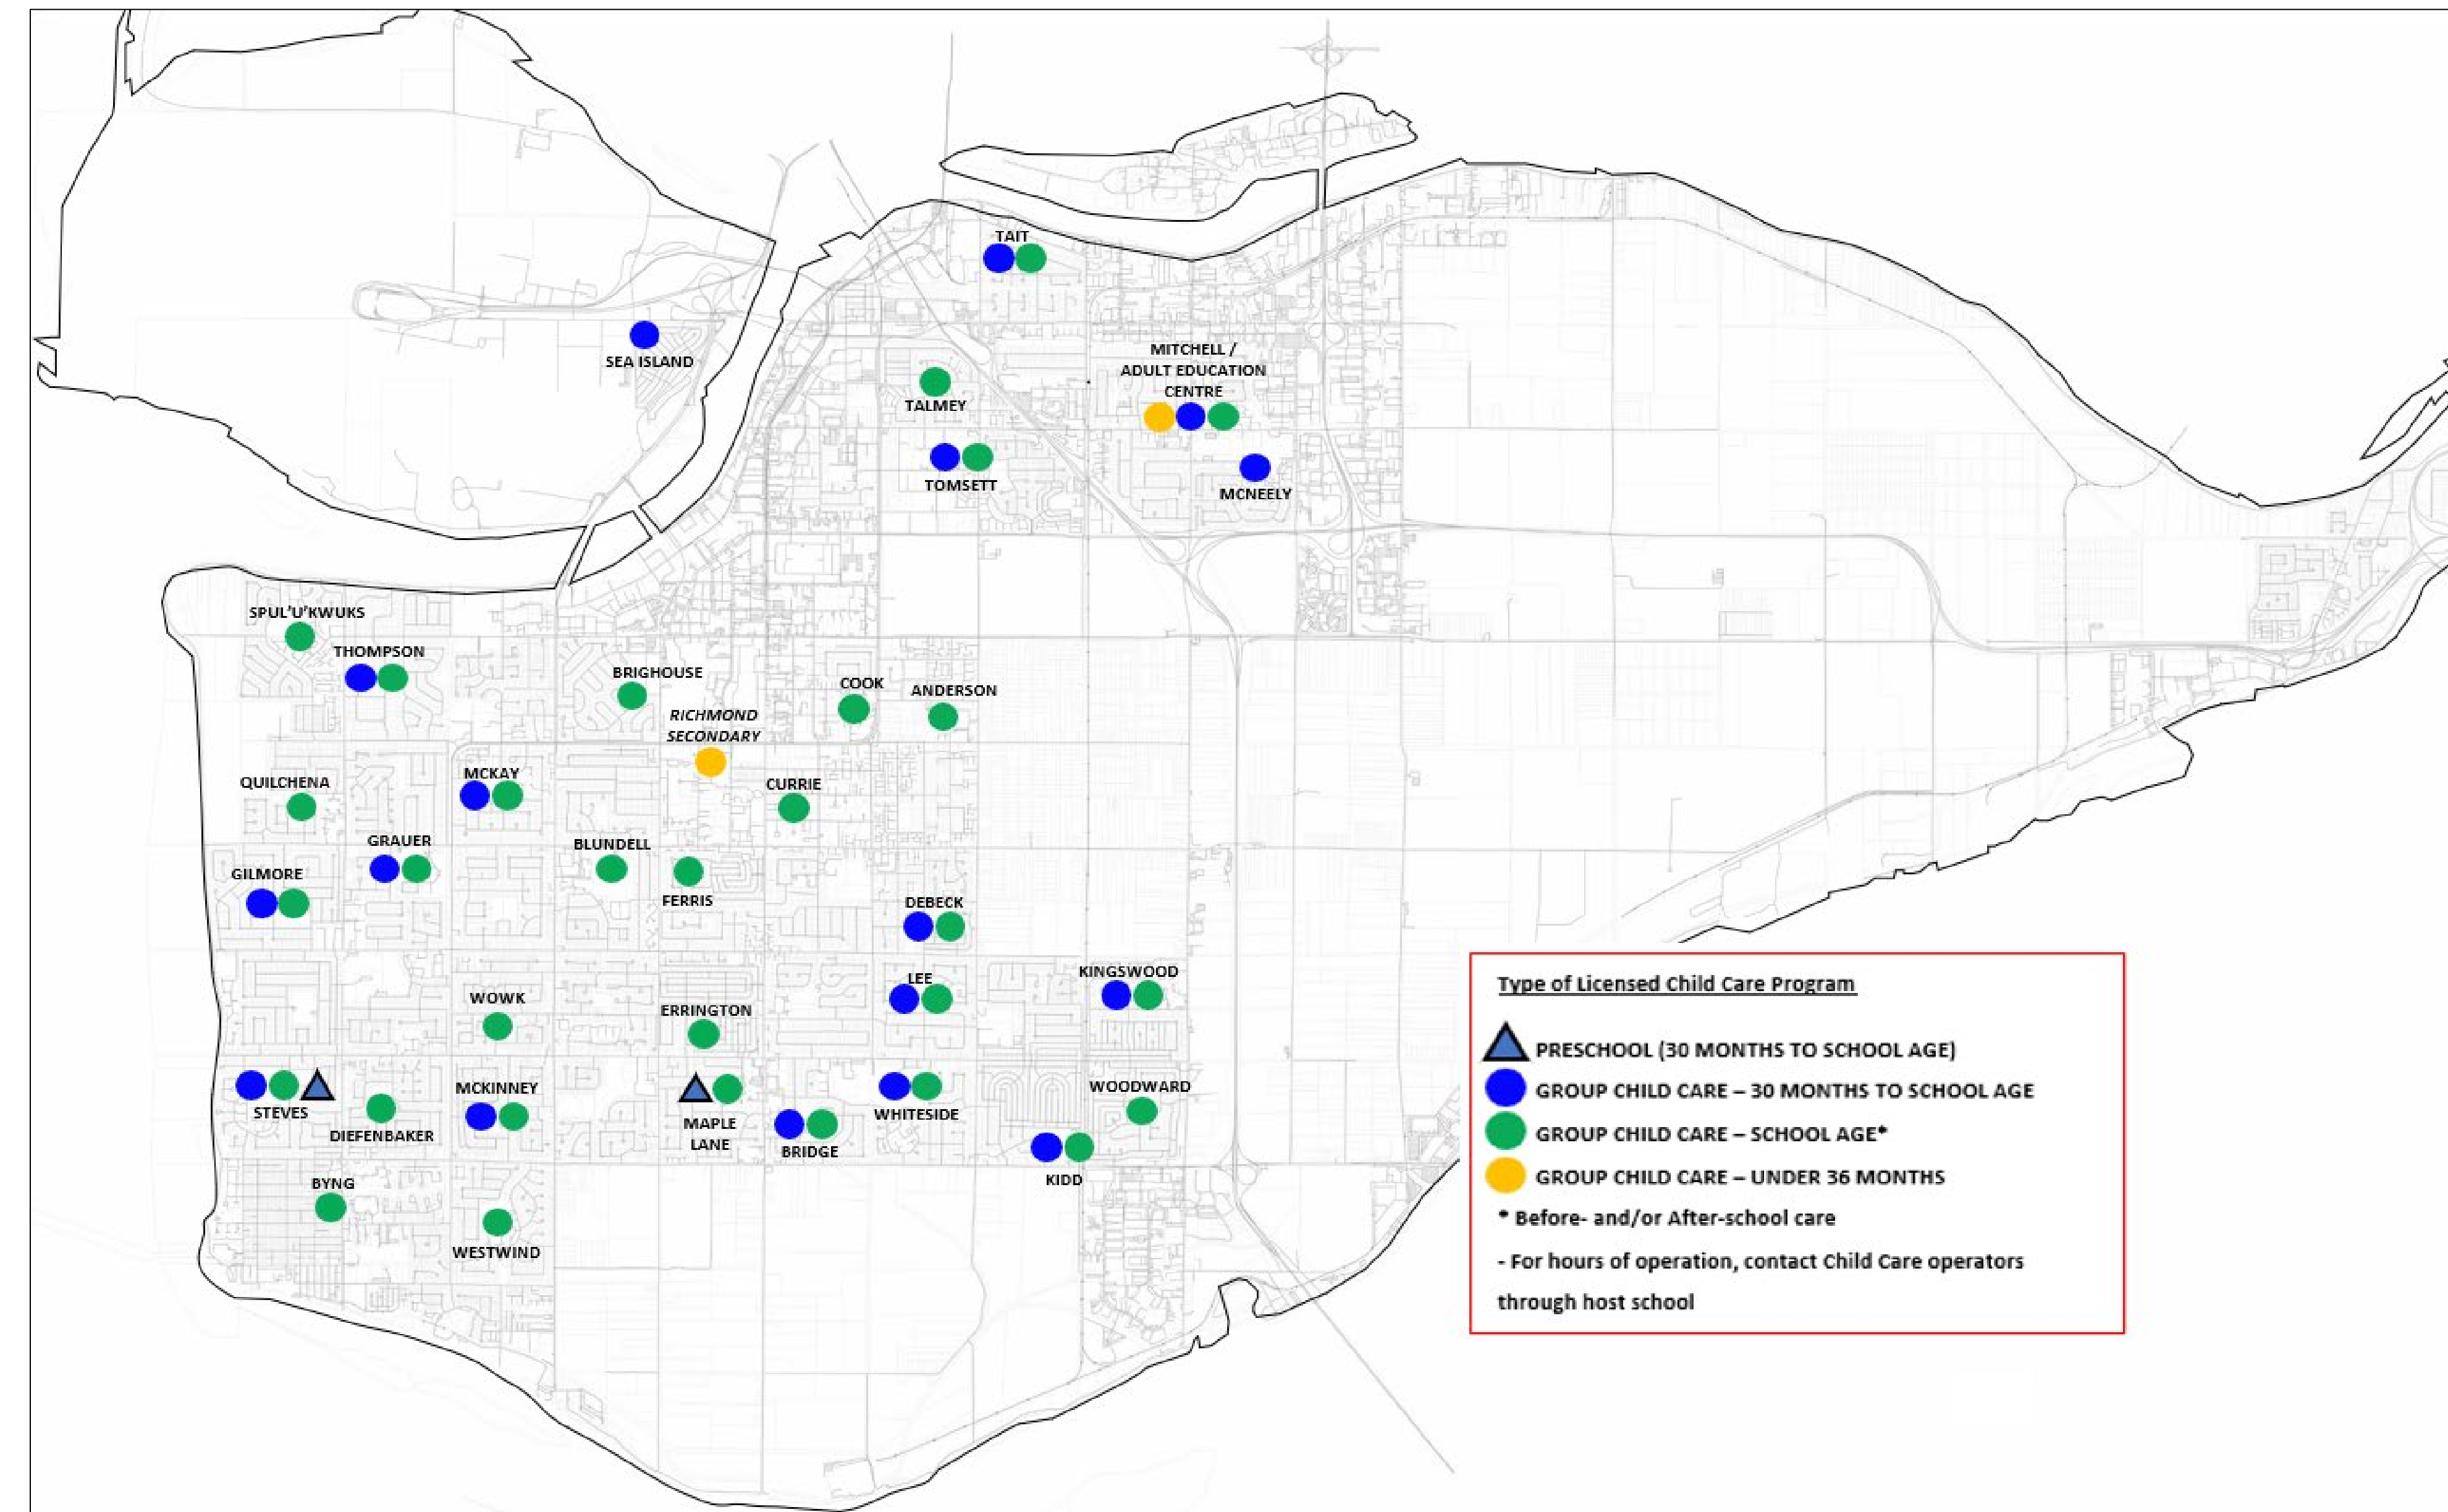 TAIT
SEA ISLAND
MITCHELL /
ADULT EDUCATION
CENTRE
TALMEY
TOMSETT
MCNEELY
SPUL'U'KWUKS
THOMPSON
BRIGHOUSE
COOK
ANDERSON
RICHMOND
SECONDARY
QUILCHENA
MCKAY
CURRIE
GRAUER
BLUNDELL
GILMORE
FERRIS
DEBECK
LEE
KINGSWOOD
WOWK
ERRINGTON
STEVES
DIEFENBAKER
MCKINNEY
MAPLE
LANE
BRIDGE
WHITESIDE
WOODWARD
KIDD
BYNG
WESTWIND
Type of Licensed Child Care Program
PRESCHOOL (30 MONTHS TO SCHOOL AGE)
GROUP CHILD CARE – 30 MONTHS TO SCHOOL AGE
GROUP CHILD CARE – SCHOOL AGE*
GROUP CHILD CARE – UNDER 36 MONTHS
* Before- and/or After-school care
- For hours of operation, contact Child Care operators
through host school